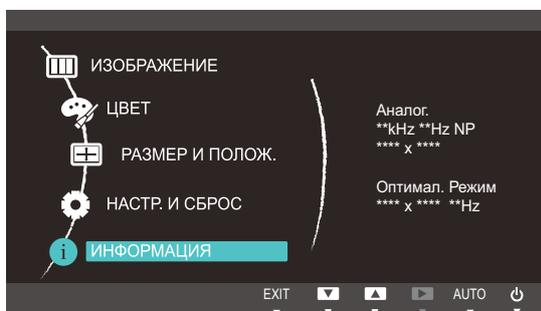 ИЗОБРАЖЕНИЕ
ЦВЕТ
РАЗМЕР И ПОЛОЖ.
НАСТР. И СБРОС
i ИНФОРМАЦИЯ
Аналог.
**kHz **Hz NP
**** x ****
Оптимал. Режим
**** x **** **Hz
EXIT AUTO